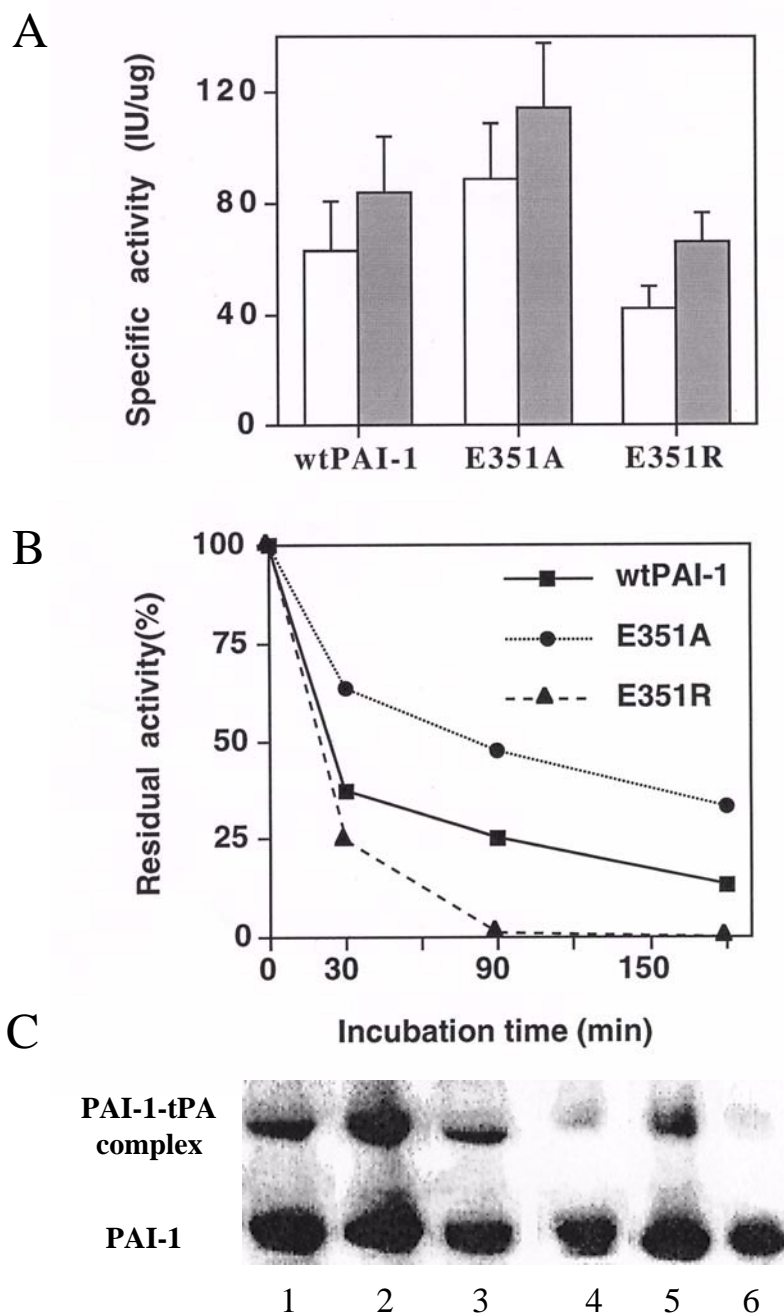 A
Specific activity (IU/ug)
120
80
40
0
wtPAI-1 E351A E351R
B
Residual activity(%)
100
75
50
25
0
wtPAI-1
E351A
E351R
0 30 90 150
Incubation time (min)
C
PAI-1-tPA
complex
PAI-1
1 2 3 4 5 6